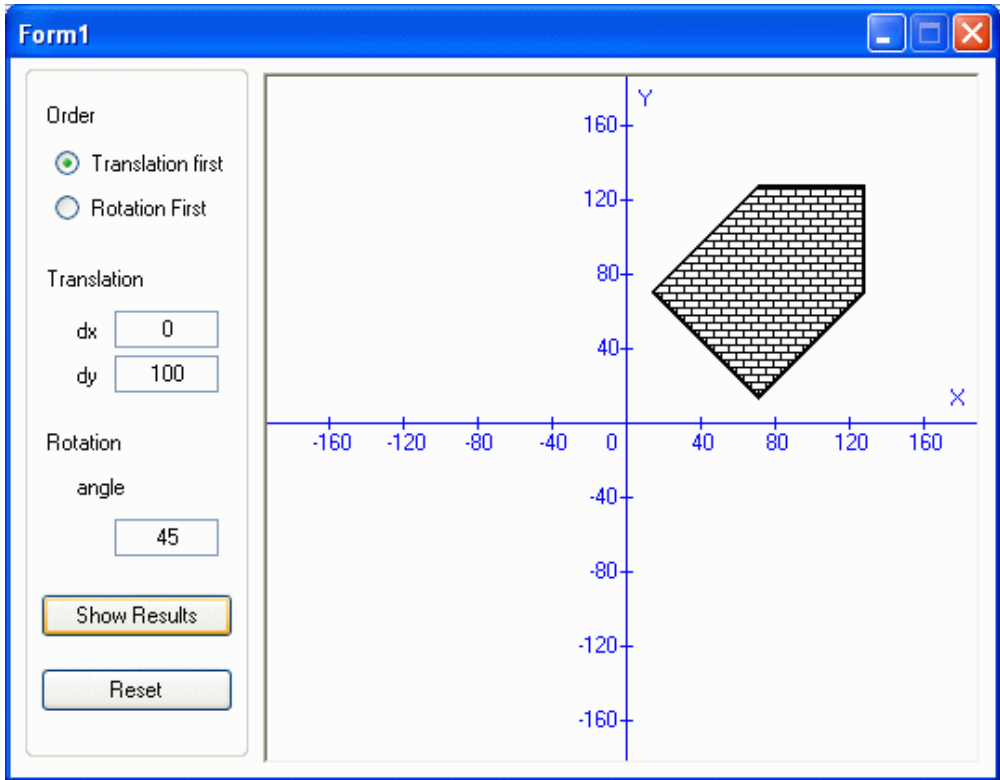 Form1
Order
Translation first
Rotation First
Translation
dx 0
dy 100
Rotation
angle
45
Show Results
Reset
Y
160
120
80
40
X
-160 -120 -80 -40 0 40 80 120 160
-40
-80
-120
-160